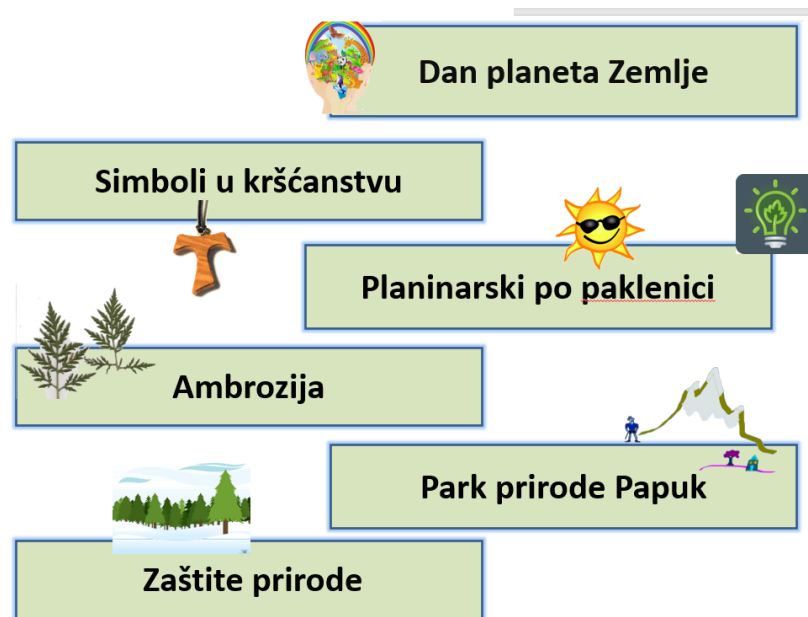 Dan planeta Zemlje
Simboli u kršćanstvu
Planinarski po paklenici
Ambrozija
Park prirode Papuk
Zaštite prirode